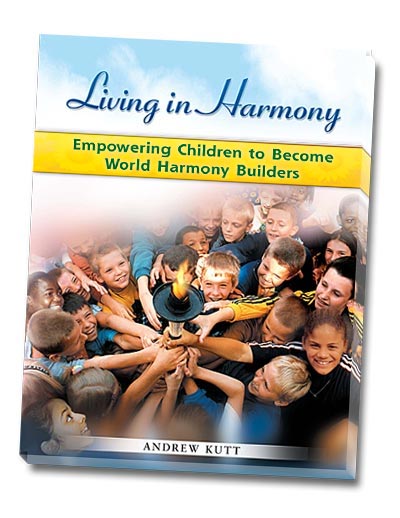 Living in Harmony
Empowering Children to Become
World Harmony Builders
ANDREW KUTT